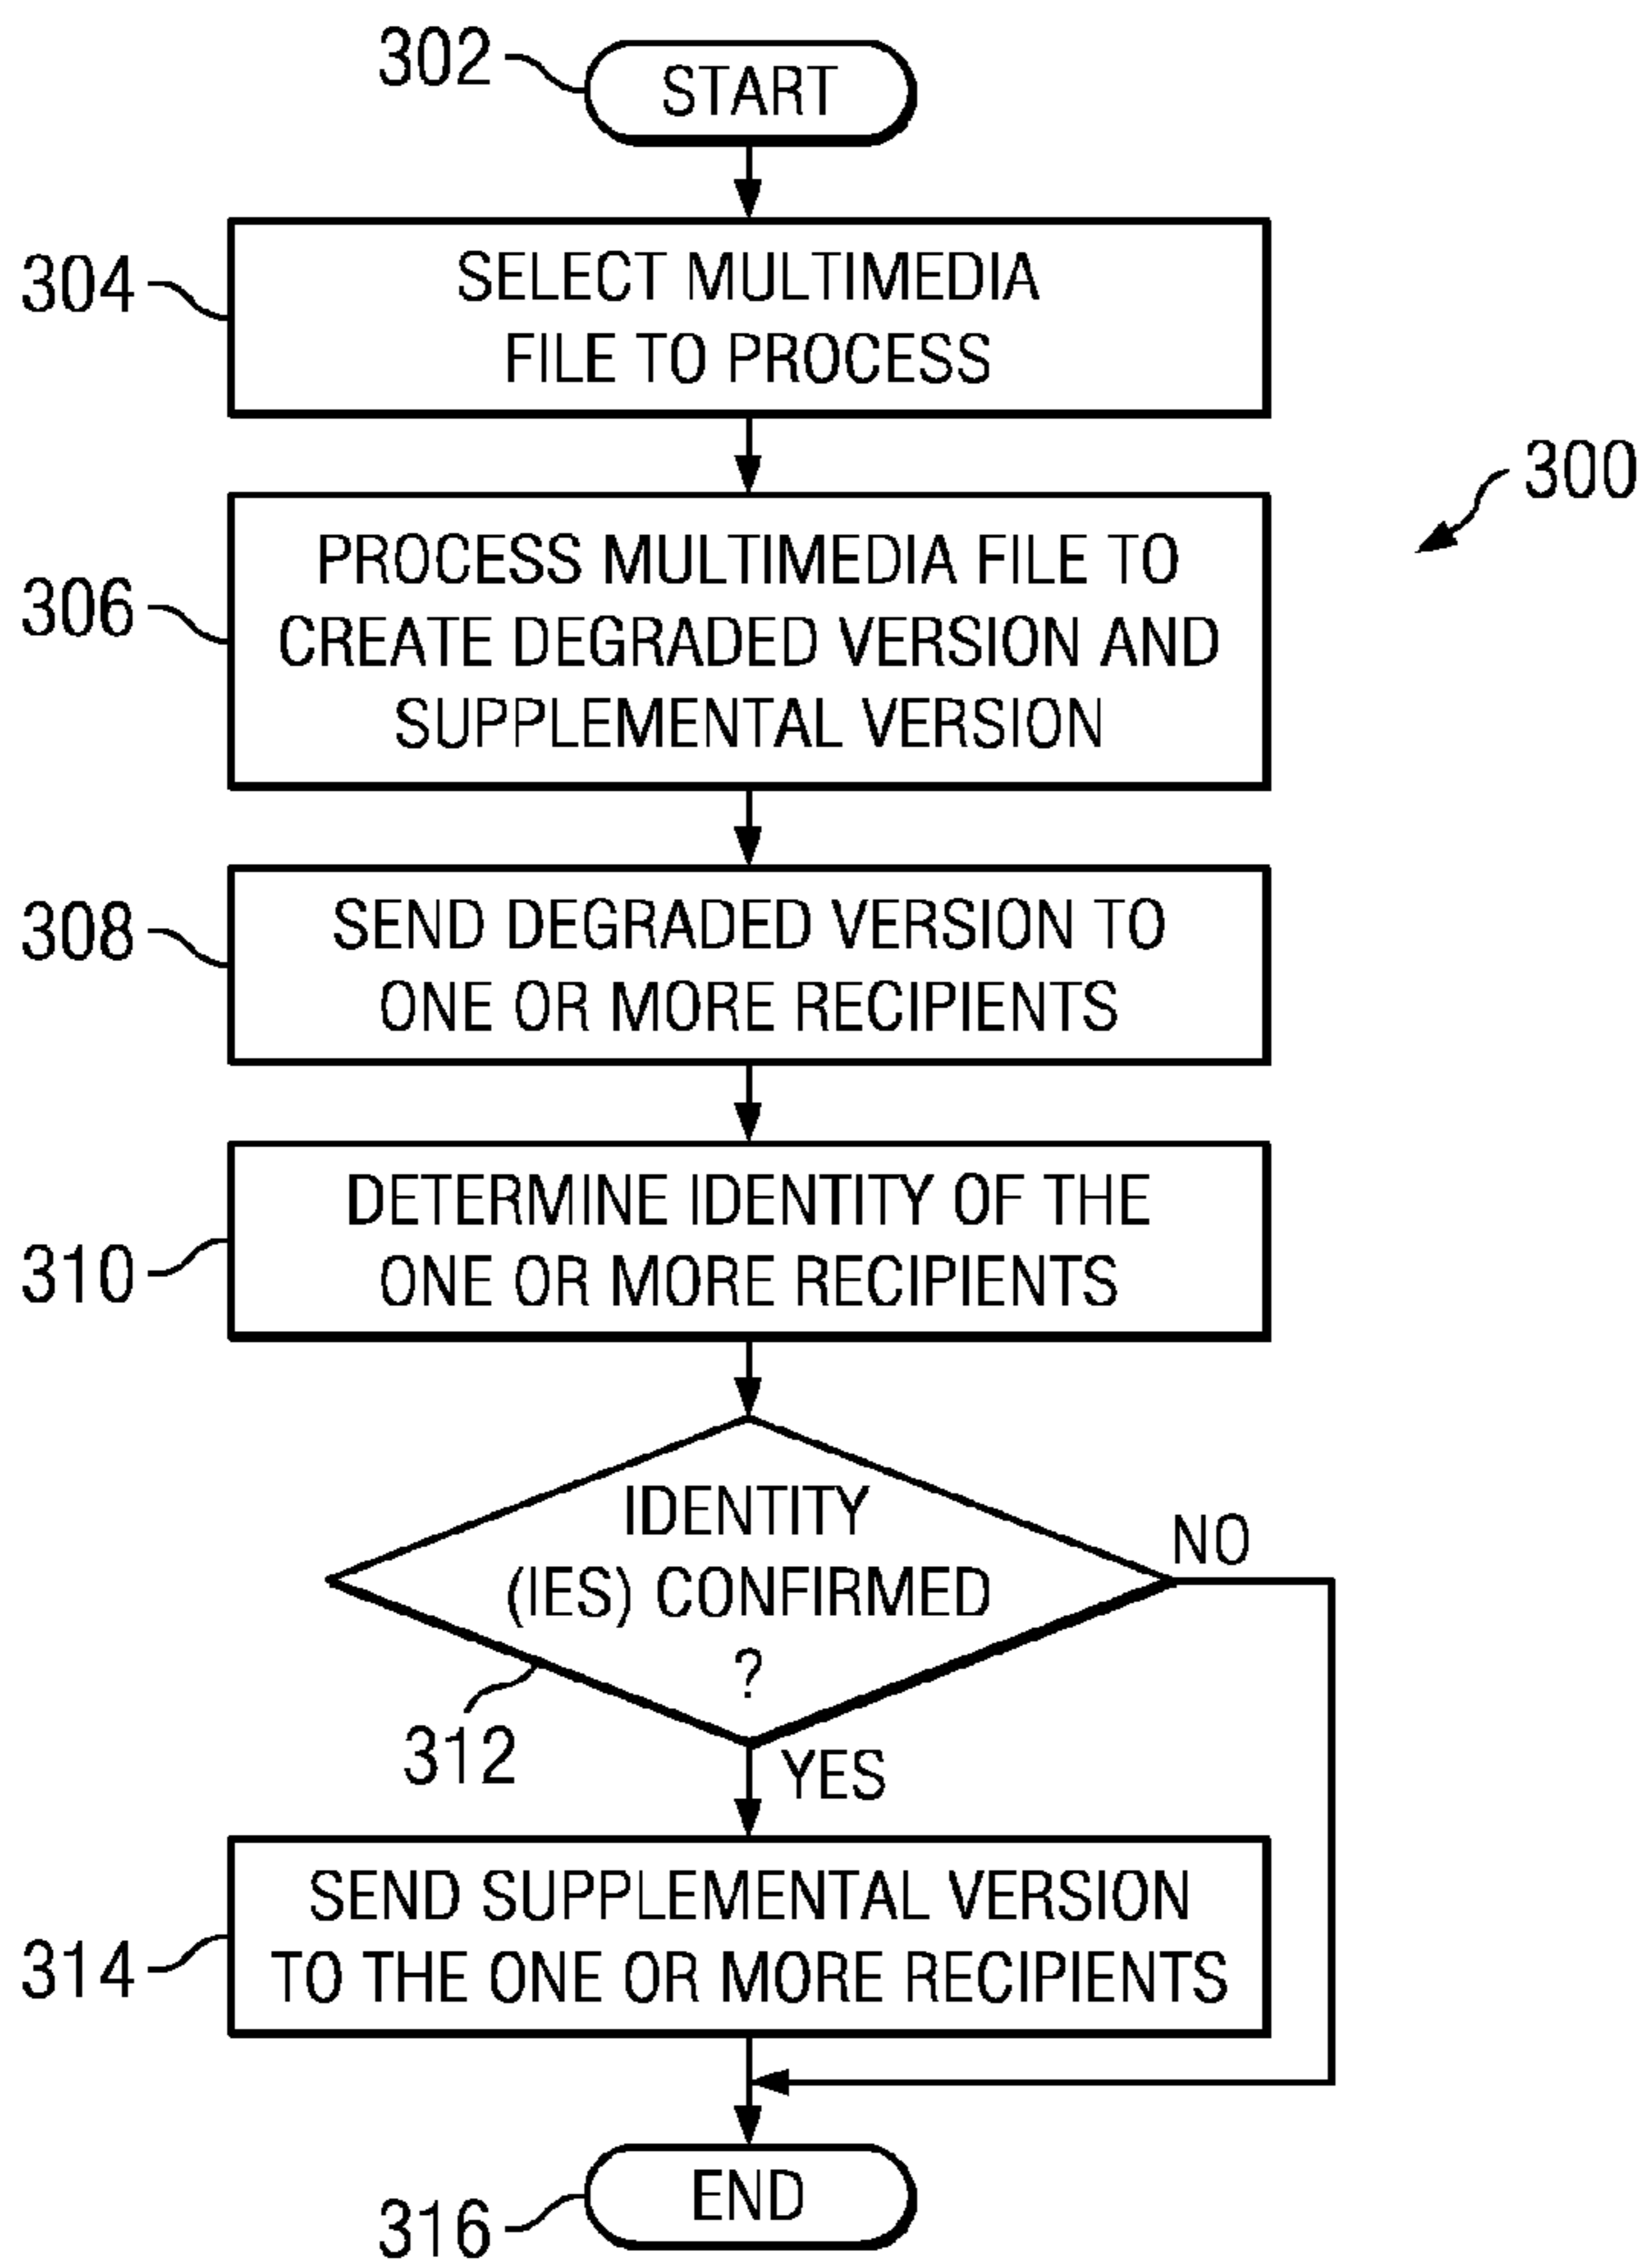 302
START
304
SELECT MULTIMEDIA
FILE TO PROCESS
300
306
PROCESS MULTIMEDIA FILE TO
CREATE DEGRADED VERSION AND
SUPPLEMENTAL VERSION
308
SEND DEGRADED VERSION TO
ONE OR MORE RECIPIENTS
310
DETERMINE IDENTITY OF THE
ONE OR MORE RECIPIENTS
IDENTITY
(IES) CONFIRMED
?
NO
312
YES
314
SEND SUPPLEMENTAL VERSION
TO THE ONE OR MORE RECIPIENTS
316
END